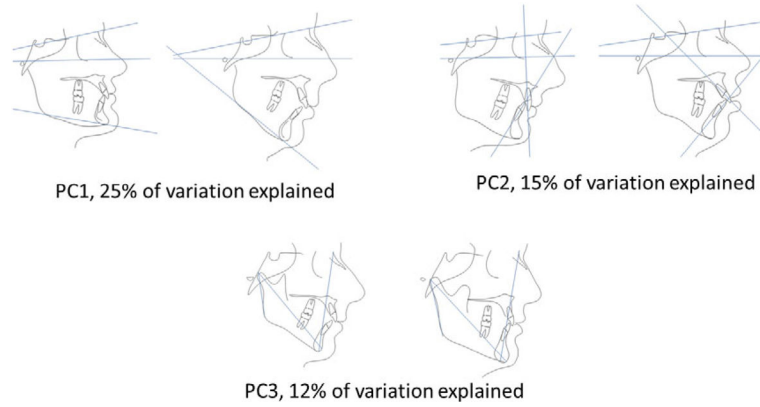 PC1, 25% of variation explained
PC2, 15% of variation explained
PC3, 12% of variation explained